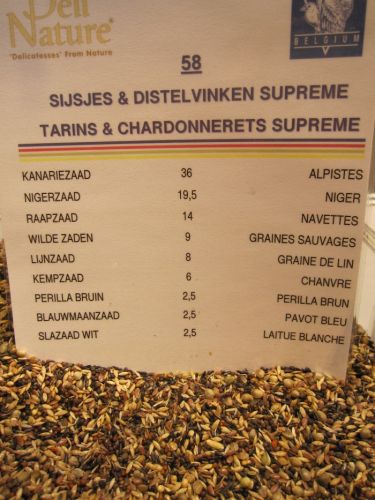 Deli
Nature®
'Delicatesses' From Nature
BELGIUM
58
SIJSJES & DISTELVINKEN SUPREME
TARINS & CHARDONNERETS SUPREME
KANARIEZAAD 36 ALPISTES
NIGERZAAD 19,5 NIGER
RAAPZAAD 14 NAVETTES
WILDE ZADEN 9 GRAINES SAUVAGES
LIJNZAAD 8 GRAINE DE LIN
KEMPZAAD 6 CHANVRE
PERILLA BRUIN 2,5 PERILLA BRUN
BLAUWMAANZAAD 2,5 PAVOT BLEU
SLAZAAD WIT 2,5 LAITUE BLANCHE